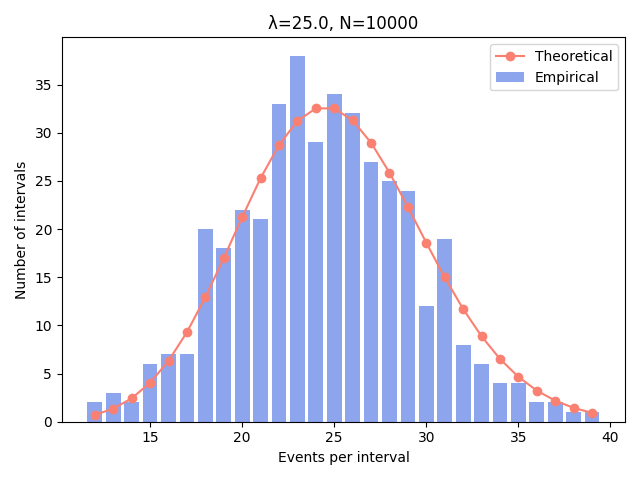 λ=25.0, N=10000
Theoretical
Empirical
Number of intervals
35
30
25
20
15
10
5
0
15
20
25
30
35
40
Events per interval